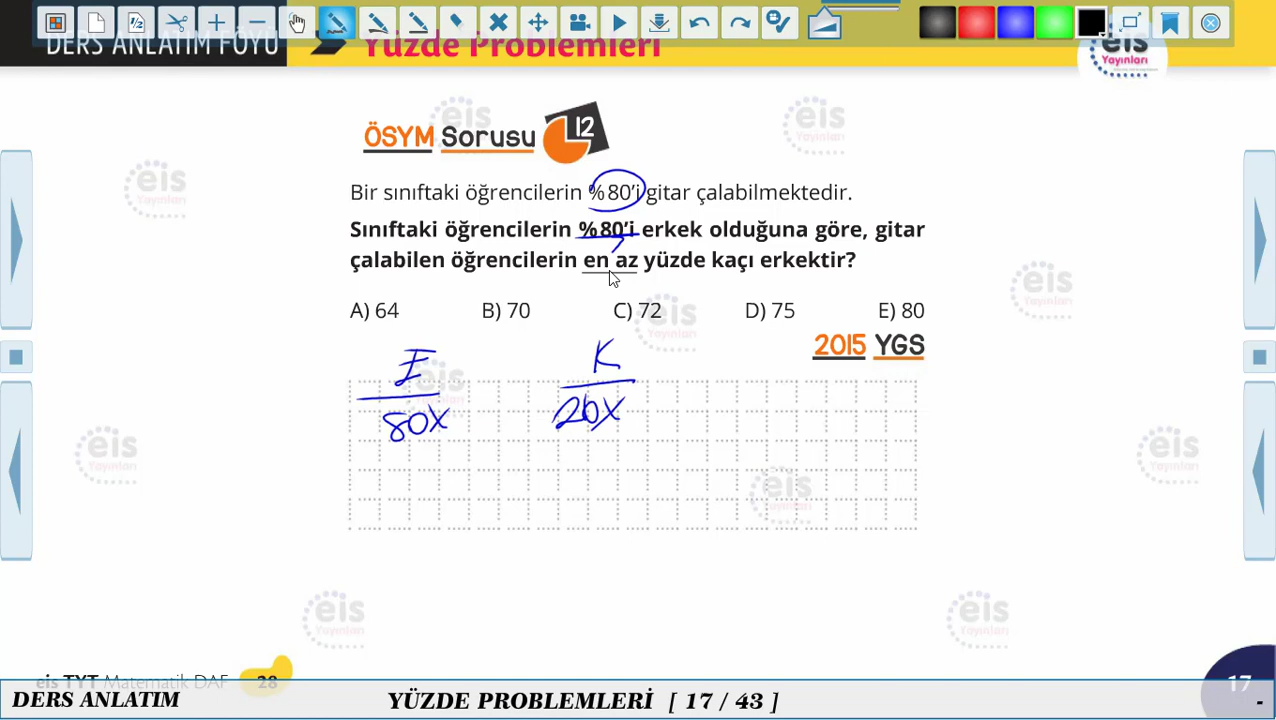 DERS ANLATIM FÖYÜ
Yüzde Problemleri
eis
Yayınları
ÖSYM Sorusu 12
Bir sınıftaki öğrencilerin %80'i gitar çalabilmektedir.
Sınıftaki öğrencilerin %80'i erkek olduğuna göre, gitar
çalabilen öğrencilerin en az yüzde kaçı erkektir?
A) 64 B) 70 C) 72 D) 75 E) 80
2015 YGS
E K
80x 20x
eis TYT Matematik DAF 28
17
DERS ANLATIM YÜZDE PROBLEMLERİ [ 17 / 43 ] -